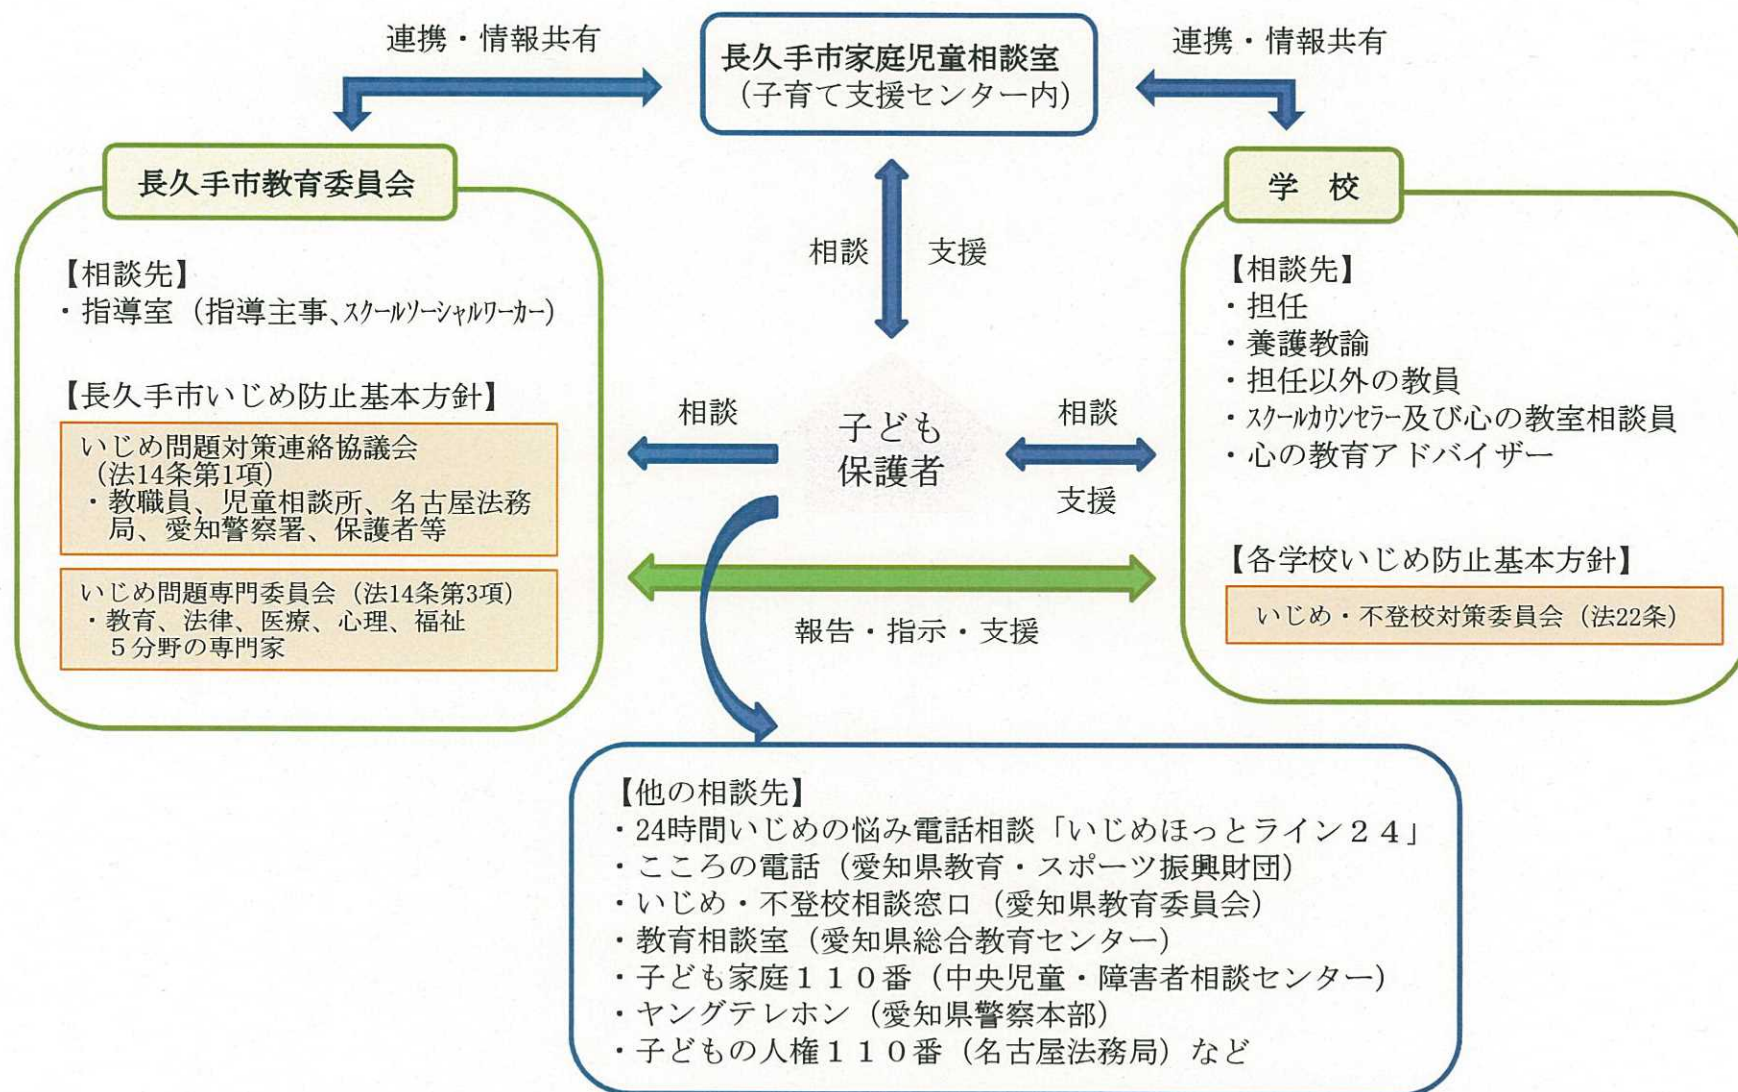 連携・情報共有
長久手市家庭児童相談室
（子育て支援センター内）
連携・情報共有
長久手市教育委員会
【相談先】
・指導室（指導主事、スクールソーシャルワーカー）
【長久手市いじめ防止基本方針】
いじめ問題対策連絡協議会
（法14条第1項）
・教職員、児童相談所、名古屋法務
局、愛知警察署、保護者等
いじめ問題専門委員会（法14条第3項）
・教育、法律、医療、心理、福祉
５分野の専門家
相談
支援
相談
子ども
保護者
相談
支援
報告・指示・支援
学　校
【相談先】
・担任
・養護教諭
・担任以外の教員
・スクールカウンセラー及び心の教室相談員
・心の教育アドバイザー
【各学校いじめ防止基本方針】
いじめ・不登校対策委員会（法22条）
【他の相談先】
・24時間いじめの悩み電話相談「いじめほっとライン２４」
・こころの電話（愛知県教育・スポーツ振興財団）
・いじめ・不登校相談窓口（愛知県教育委員会）
・教育相談室（愛知県総合教育センター）
・子ども家庭１１０番（中央児童・障害者相談センター）
・ヤングテレホン（愛知県警察本部）
・子どもの人権１１０番（名古屋法務局）など